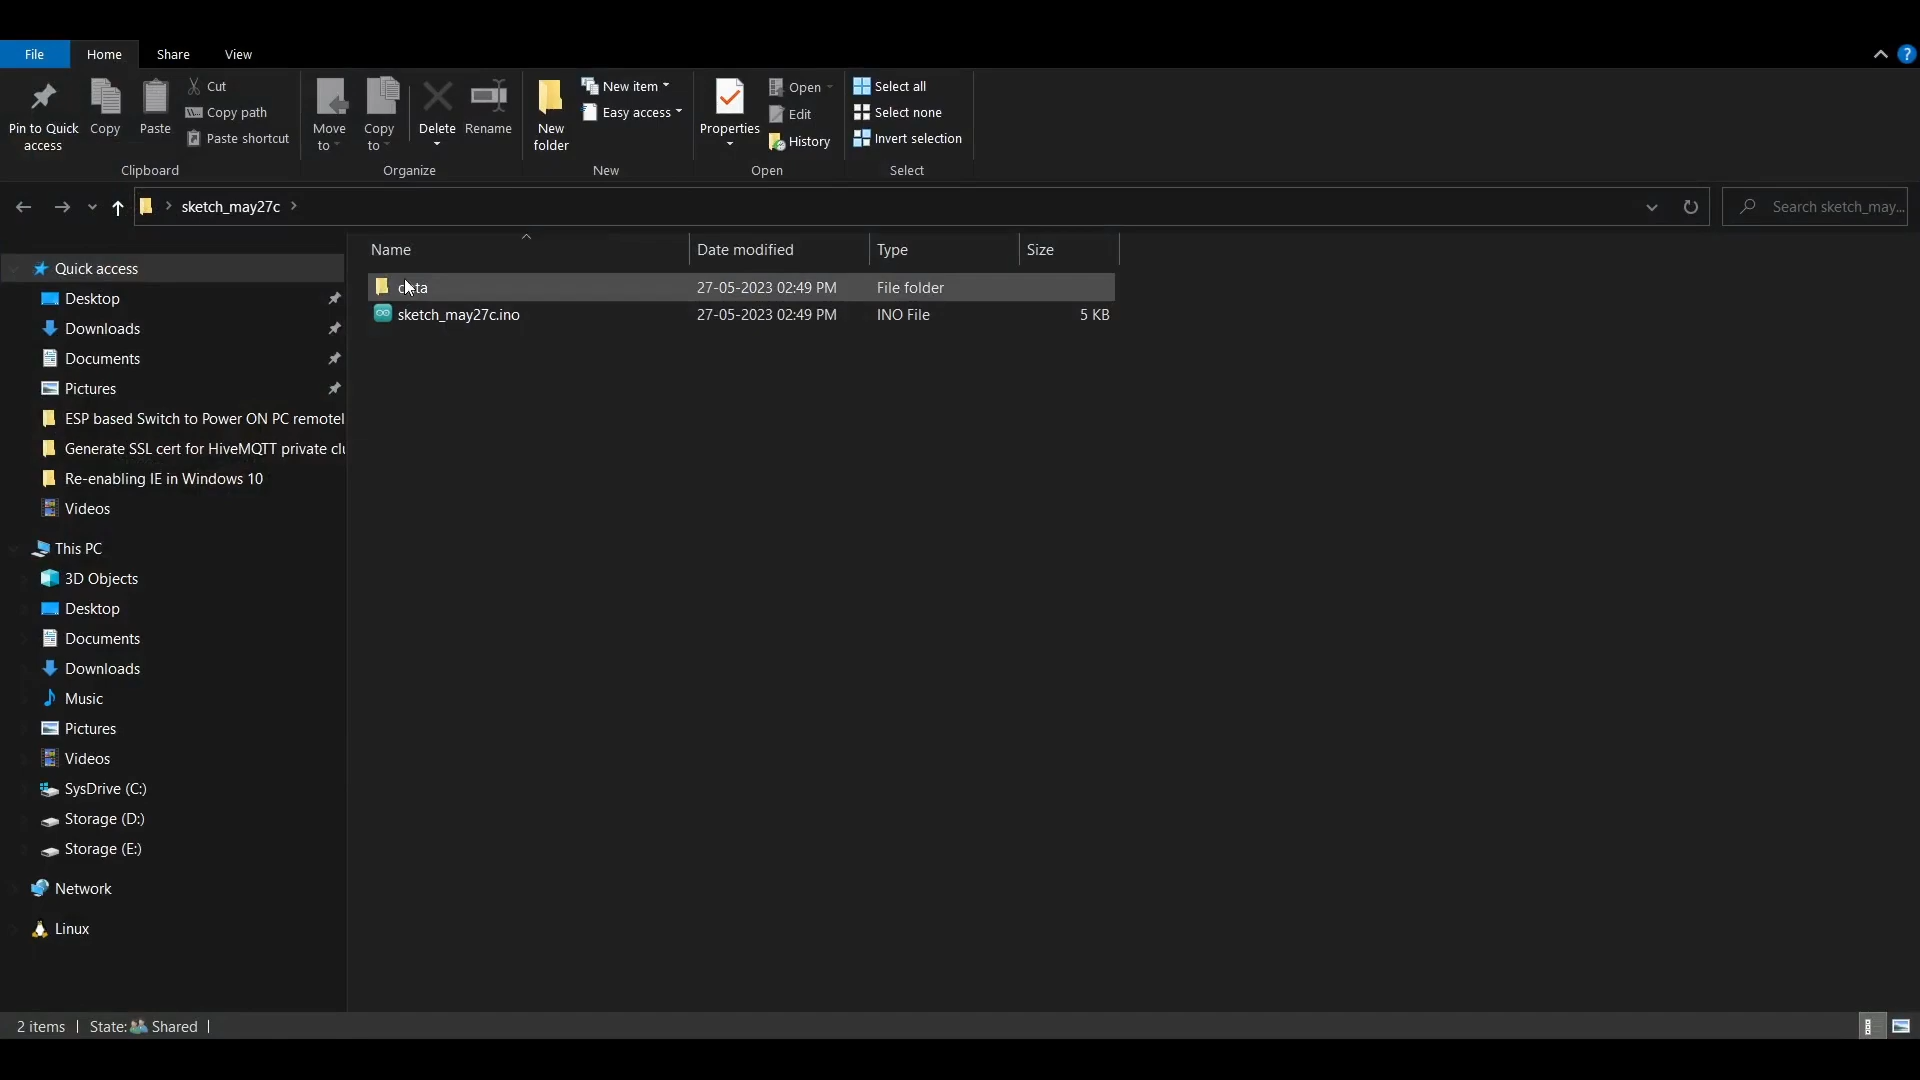 File Home Share View
?
Pin to Quick access
Copy
Paste
Cut
Copy path
Paste shortcut
Clipboard
Move to
Copy to
Delete
Rename
Organize
New folder
New item
Easy access
New
Properties
Open
Edit
History
Open
Select all
Select none
Invert selection
Select
sketch_may27c
Search sketch_may...
Name Date modified Type Size
27-05-2023 02:49 PM File folder
sketch_may27c.ino 27-05-2023 02:49 PM INO File 5 KB
Quick access
Desktop
Downloads
Documents
Pictures
ESP based Switch to Power ON PC remotel
Generate SSL cert for HiveMQTT private clu
Re-enabling IE in Windows 10
Videos
This PC
3D Objects
Desktop
Documents
Downloads
Music
Pictures
Videos
SysDrive (C:)
Storage (D:)
Storage (E:)
Network
Linux
2 items State: Shared